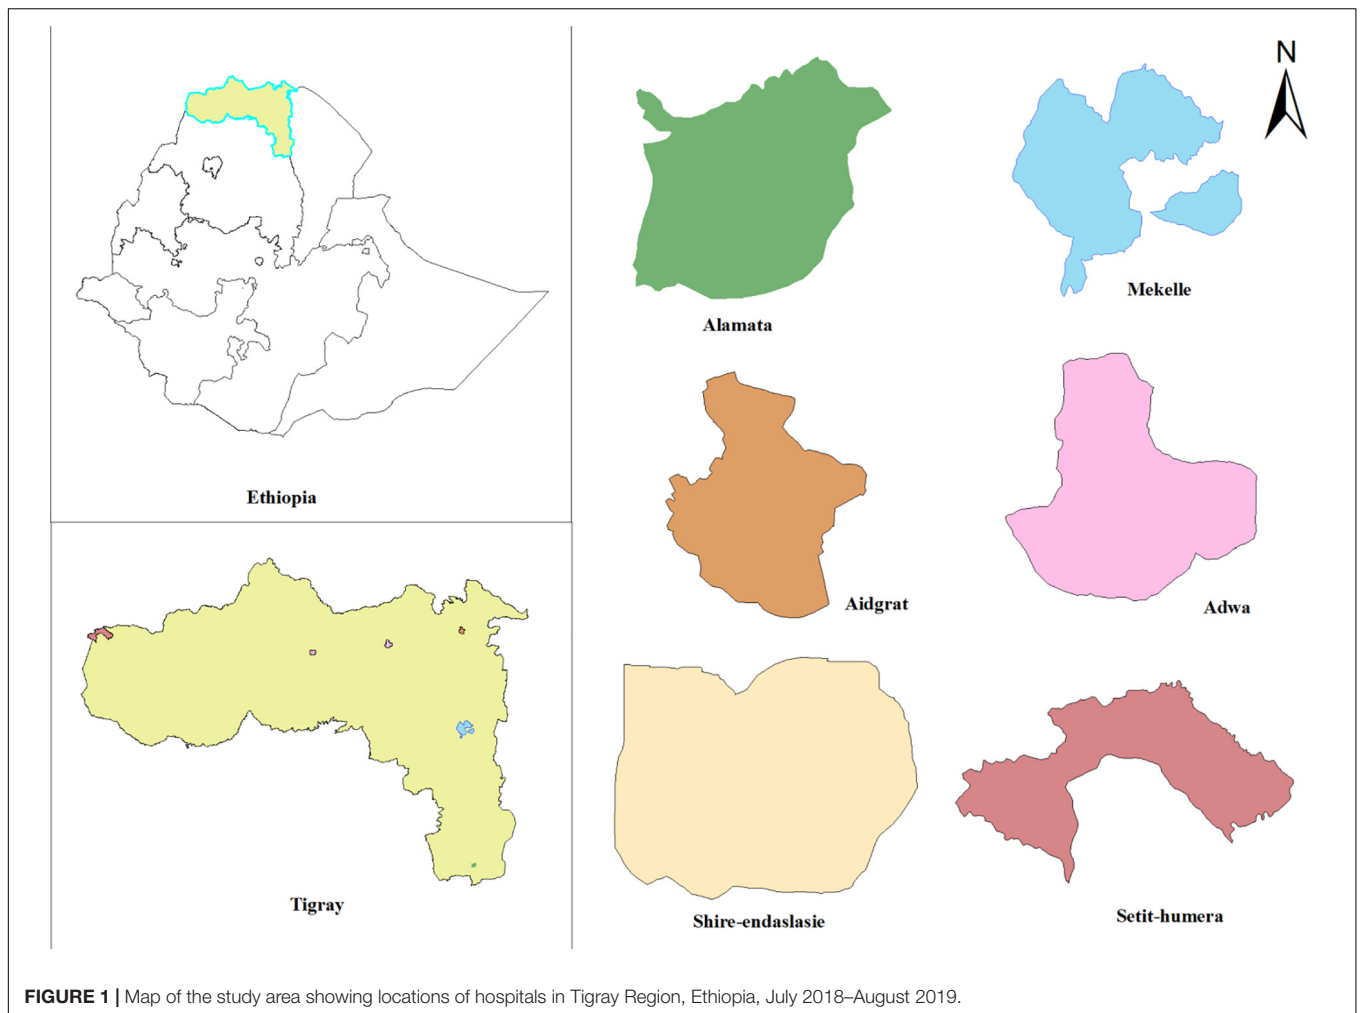 N
Mekelle
Alamata
Ethiopia
Aidgrat
Adwa
Tigray
Shire-endaslasie
Setit-humera
FIGURE 1 | Map of the study area showing locations of hospitals in Tigray Region, Ethiopia, July 2018–August 2019.